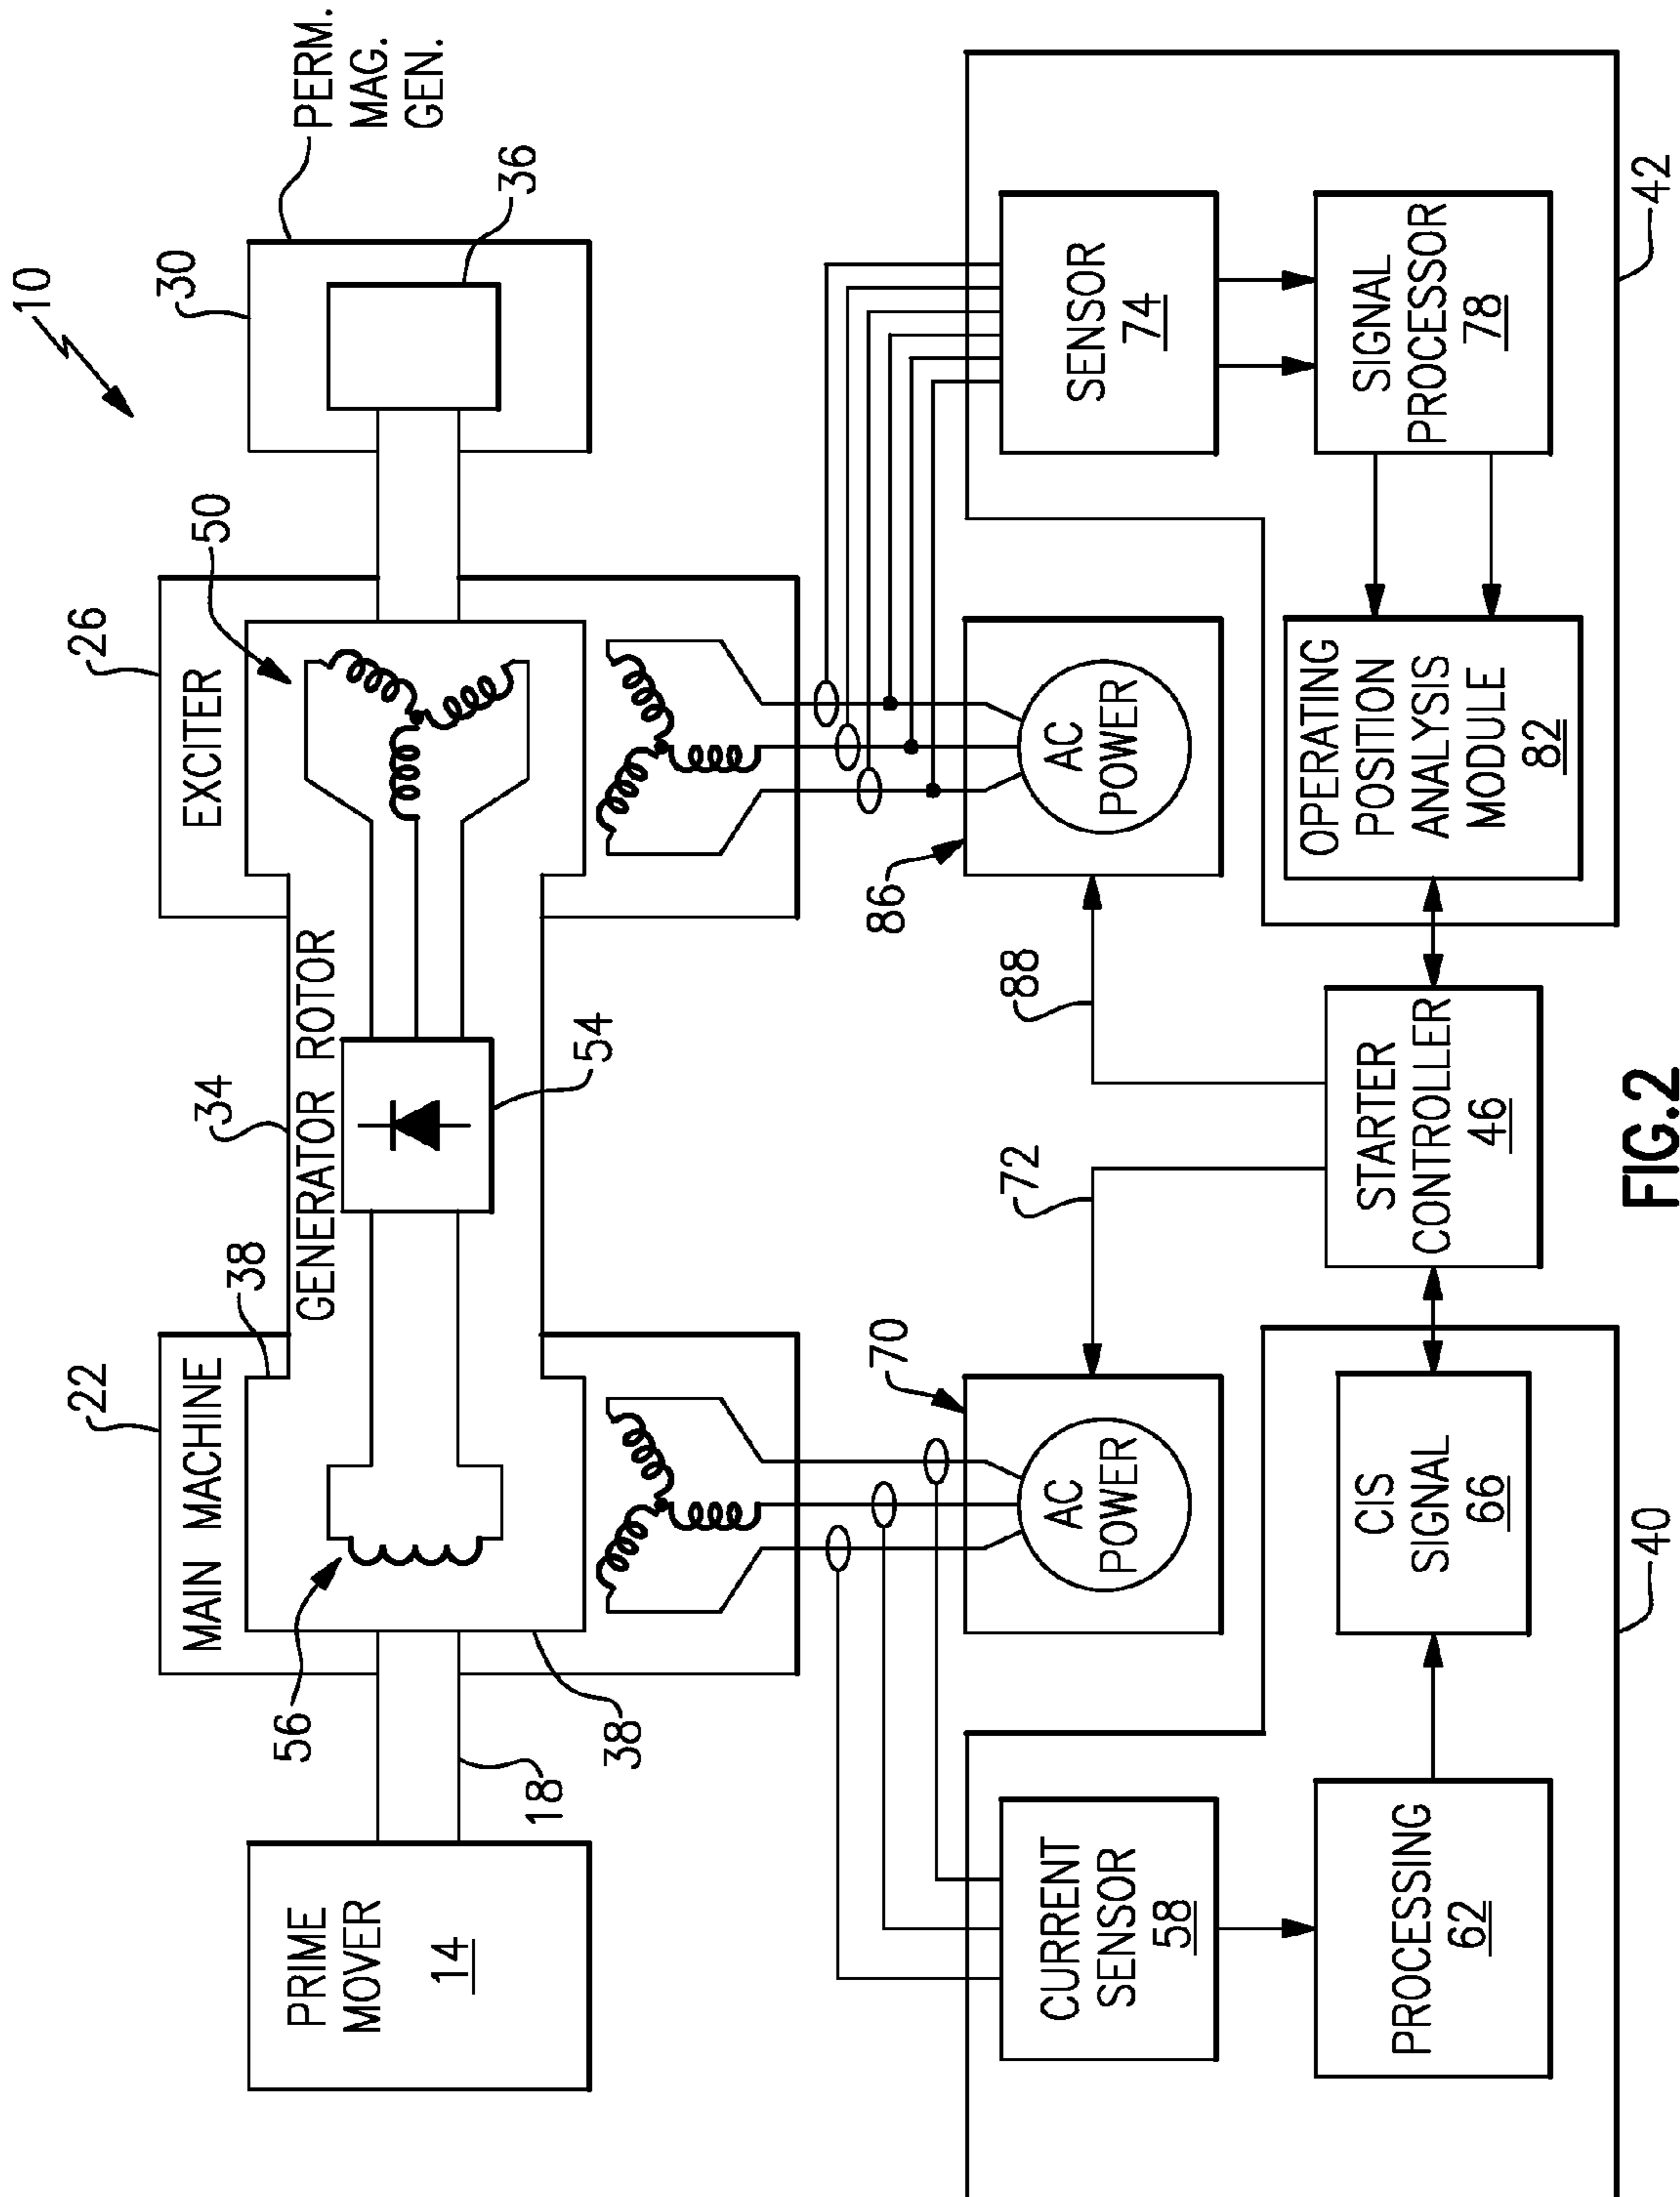 10
22
26
30
MAIN MACHINE
EXCITER
PERM.
MAG.
GEN.
34
38
50
56
GENERATOR ROTOR
36
PRIME
MOVER
14
18
38
54
70
86
CURRENT
SENSOR
58
AC
POWER
72
88
AC
POWER
SENSOR
74
PROCESSING
62
CIS
SIGNAL
66
STARTER
CONTROLLER
46
OPERATING
POSITION
ANALYSIS
MODULE
82
SIGNAL
PROCESSOR
78
40
42
FIG.2